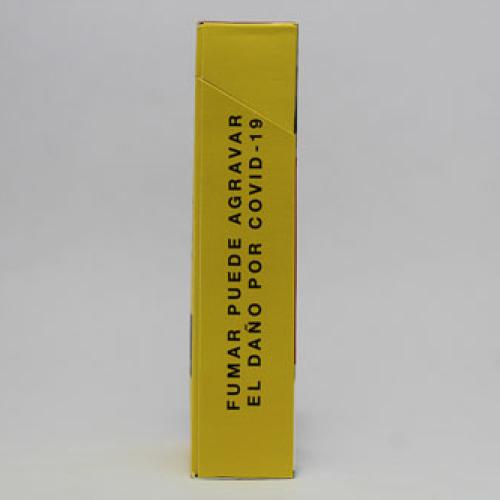 FUMAR PUEDE AGRAVAR
EL DAÑO POR COVID-19